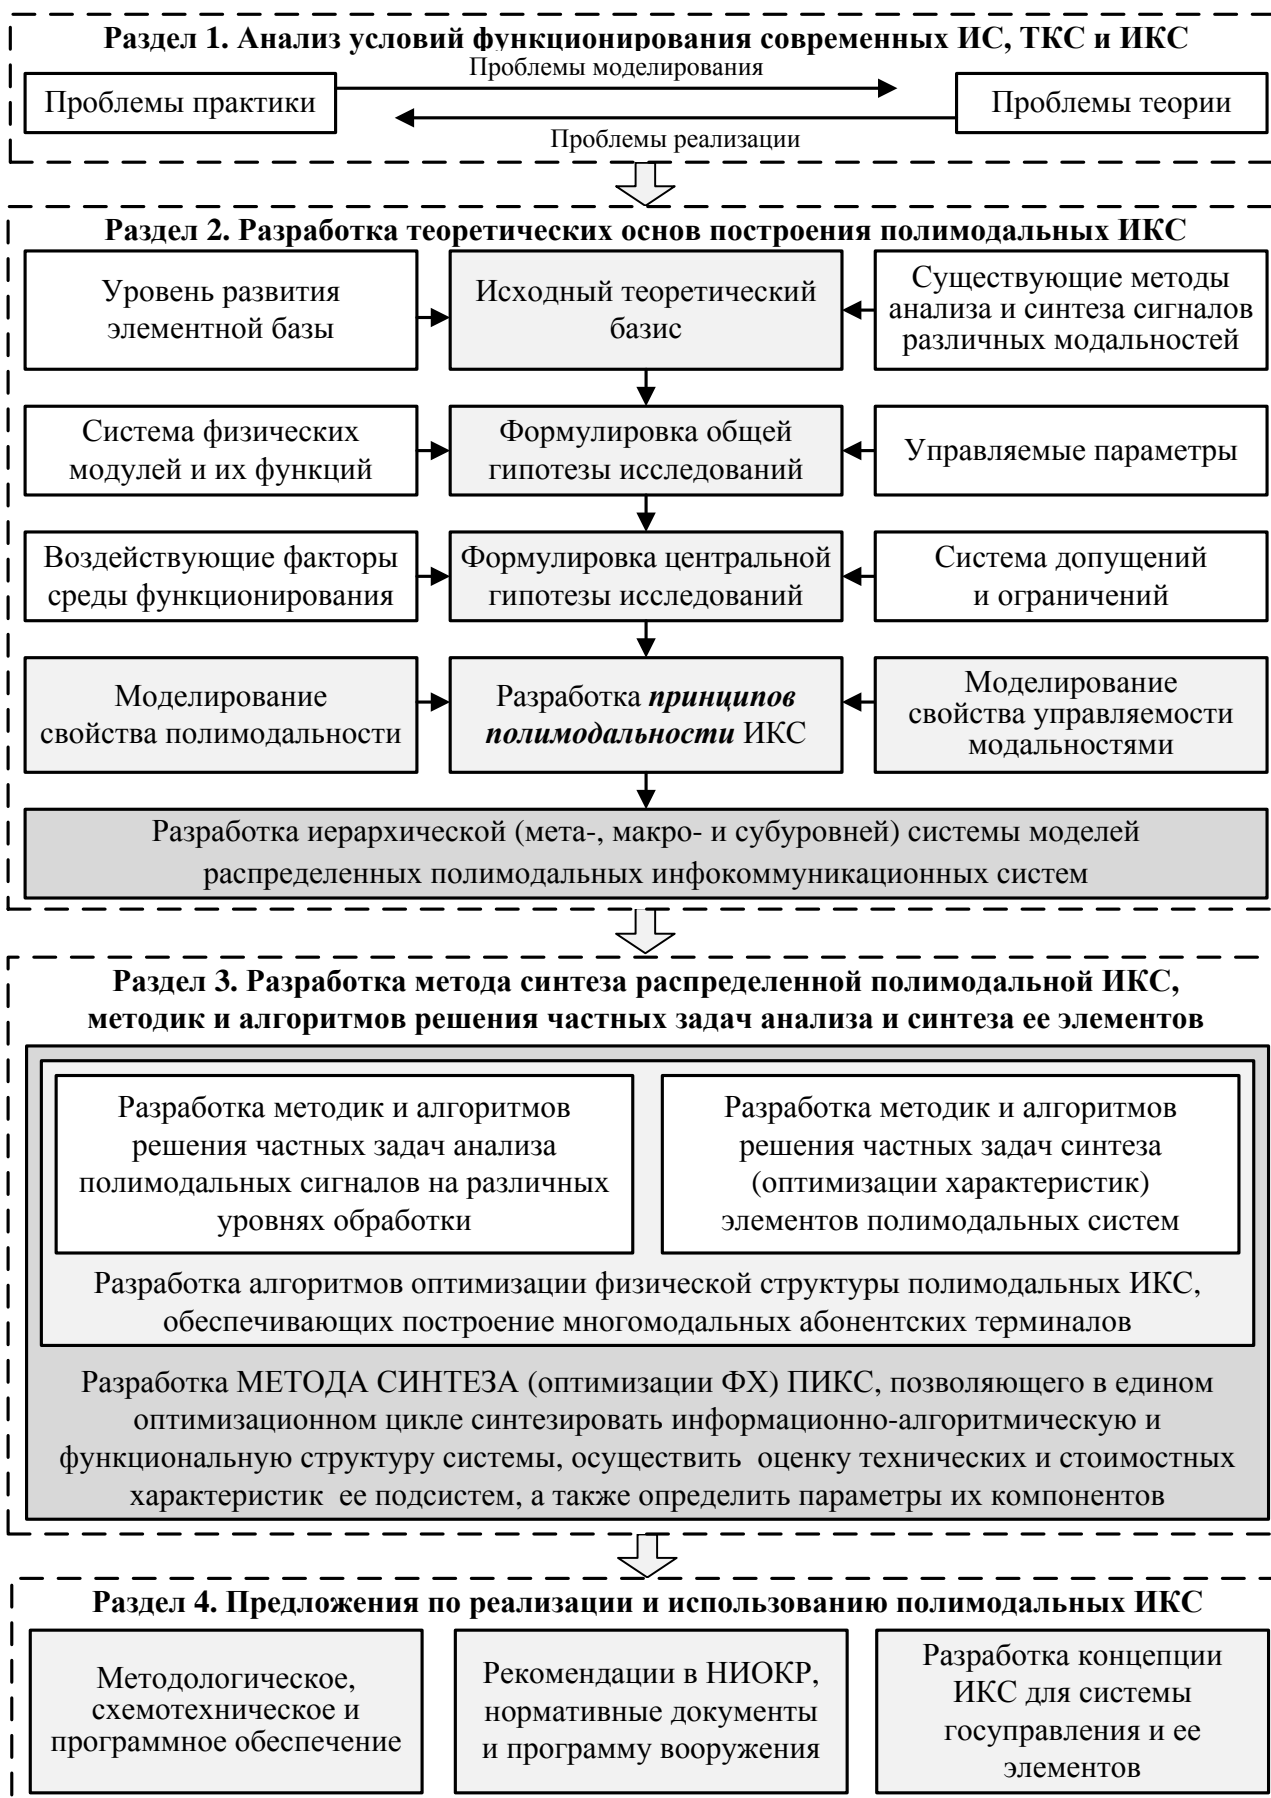 Раздел 1. Анализ условий функционирования современных ИС, ТКС и ИКС
Проблемы моделирования
Проблемы практики
Проблемы теории
Проблемы реализации
Раздел 2. Разработка теоретических основ построения полимодальных ИКС
Уровень развития
элементной базы
Исходный теоретический
базис
Существующие методы
анализа и синтеза сигналов
различных модальностей
Система физических
модулей и их функций
Формулировка общей
гипотезы исследований
Управляемые параметры
Воздействующие факторы
среды функционирования
Формулировка центральной
гипотезы исследований
Система допущений
и ограничений
Моделирование
свойства полимодальности
Разработка принципов
полимодальности ИКС
Моделирование
свойства управляемости
модальностями
Разработка иерархической (мета-, макро- и субуровней) системы моделей
распределенных полимодальных инфокоммуникационных систем
Раздел 3. Разработка метода синтеза распределенной полимодальной ИКС,
методик и алгоритмов решения частных задач анализа и синтеза ее элементов
Разработка методик и алгоритмов
решения частных задач анализа
полимодальных сигналов на различных
уровнях обработки
Разработка методик и алгоритмов
решения частных задач синтеза
(оптимизации характеристик)
элементов полимодальных систем
Разработка алгоритмов оптимизации физической структуры полимодальных ИКС,
обеспечивающих построение многомодальных абонентских терминалов
Разработка МЕТОДА СИНТЕЗА (оптимизации ФХ) ПИКС, позволяющего в едином
оптимизационном цикле синтезировать информационно-алгоритмическую и
функциональную структуру системы, осуществить оценку технических и стоимостных
характеристик ее подсистем, а также определить параметры их компонентов
Раздел 4. Предложения по реализации и использованию полимодальных ИКС
Методологическое,
схемотехническое и
программное обеспечение
Рекомендации в НИОКР,
нормативные документы
и программу вооружения
Разработка концепции
ИКС для системы
госуправления и ее
элементов